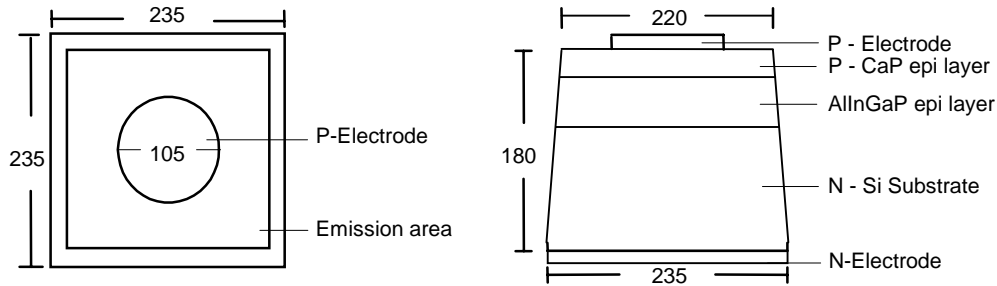 235
235
105
P-Electrode
Emission area
220
180
P - Electrode
P - CaP epi layer
AlInGaP epi layer
N - Si Substrate
N-Electrode
235